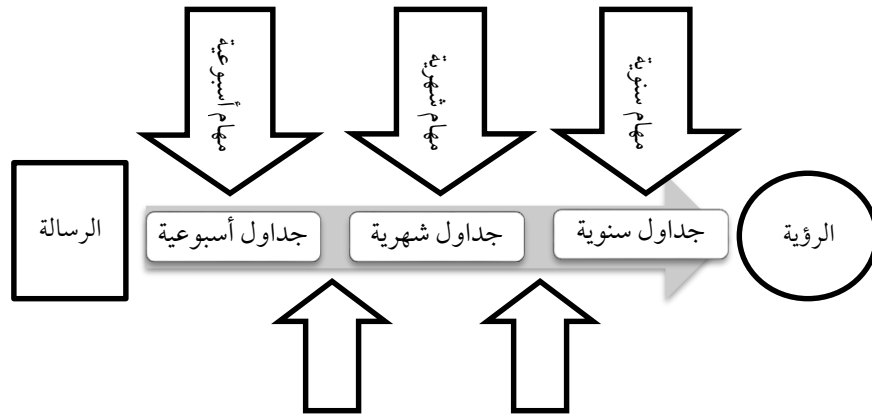 مهام سنوية
مهام شهرية
مهام أسبوعية
الرؤية
جداول سنوية
جداول شهرية
جداول أسبوعية
الرسالة